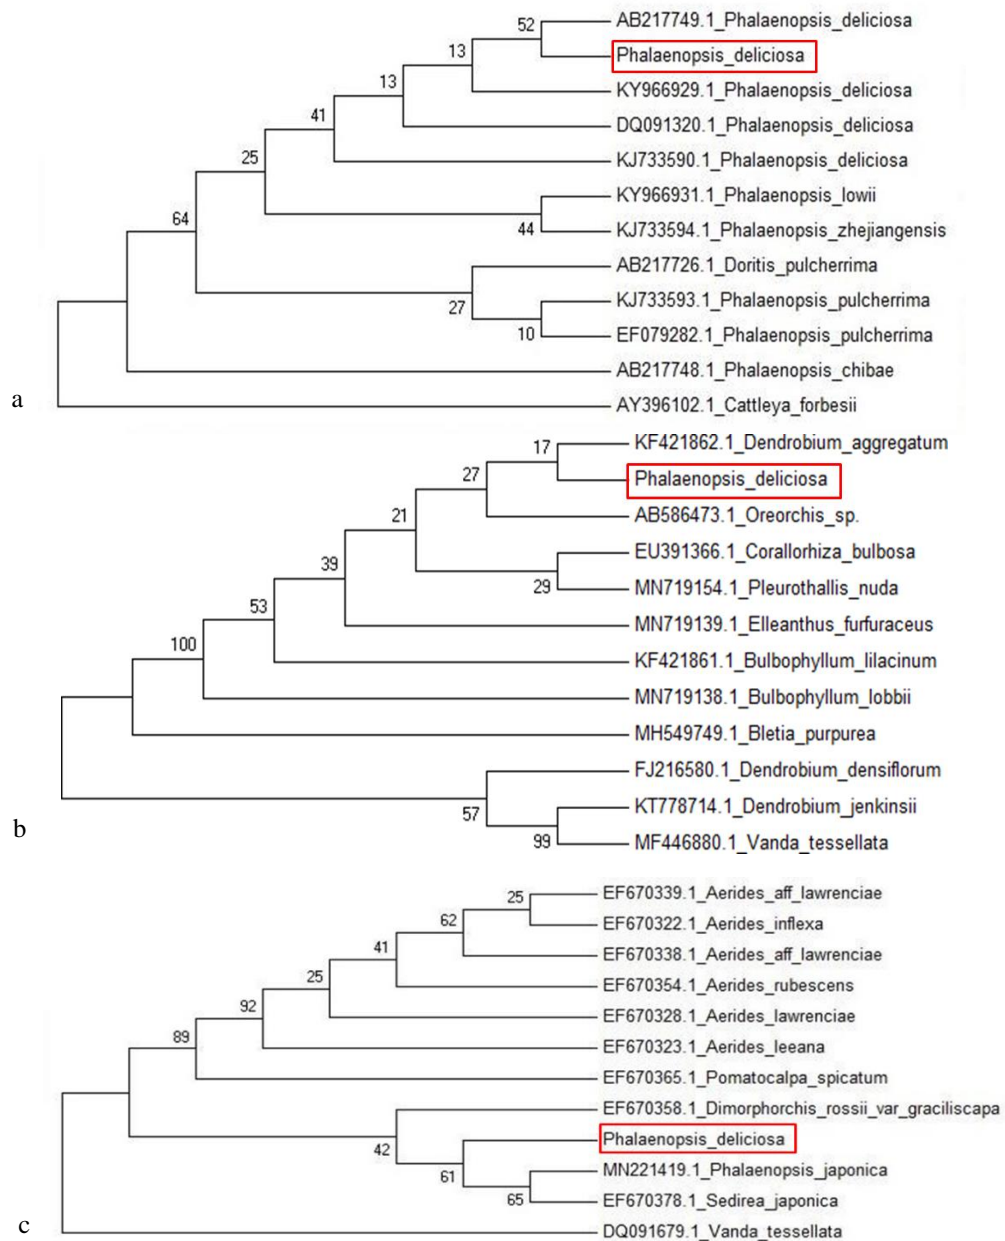 AB217749.1_Phalaenopsis_deliciosa
52
Phalaenopsis_deliciosa
13
KY966929.1_Phalaenopsis_deliciosa
13
DQ091320.1_Phalaenopsis_deliciosa
41
KJ733590.1_Phalaenopsis_deliciosa
25
KY966931.1_Phalaenopsis_lowii
64
44
KJ733594.1_Phalaenopsis_zhejiangensis
AB217726.1_Doritis_pulcherrima
27
KJ733593.1_Phalaenopsis_pulcherrima
10
EF079282.1_Phalaenopsis_pulcherrima
AB217748.1_Phalaenopsis_chibae
a
AY396102.1_Cattleya_forbesii
KF421862.1_Dendrobium_aggregatum
17
Phalaenopsis_deliciosa
27
AB586473.1_Oreorchis_sp.
21
EU391366.1_Corallorhiza_bulbosa
39
29
MN719154.1_Pleurothallis_nuda
53
MN719139.1_Elleanthus_furfuraceus
100
KF421861.1_Bulbophyllum_lilacinum
MN719138.1_Bulbophyllum_lobbii
MH549749.1_Bletia_purpurea
FJ216580.1_Dendrobium_densiflorum
57
KT778714.1_Dendrobium_jenkinsii
b
99
MF446880.1_Vanda_tessellata
EF670339.1_Aerides_aff_lawrenciae
25
EF670322.1_Aerides_inflexa
62
EF670338.1_Aerides_aff_lawrenciae
41
EF670354.1_Aerides_rubescens
25
EF670328.1_Aerides_lawrenciae
92
EF670323.1_Aerides_leeana
89
EF670365.1_Pomatocalpa_spicatum
EF670358.1_Dimorphorchis_rossii_var_graciliscapa
42
Phalaenopsis_deliciosa
61
MN221419.1_Phalaenopsis_japonica
65
EF670378.1_Sedirea_japonica
c
DQ091679.1_Vanda_tessellata